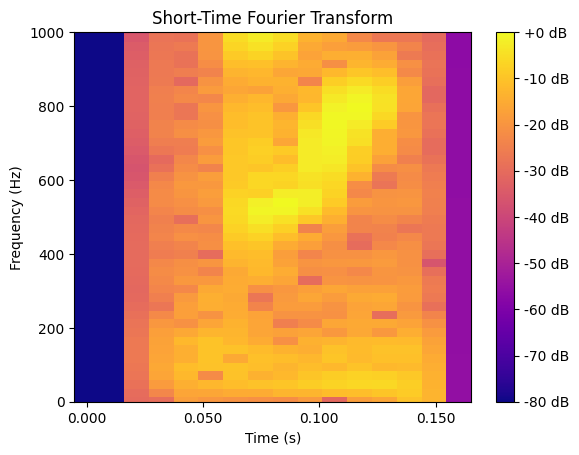 Short-Time Fourier Transform
Frequency (Hz)
1000
800
600
400
200
0
0.000
0.050
0.100
0.150
Time (s)
+0 dB
-10 dB
-20 dB
-30 dB
-40 dB
-50 dB
-60 dB
-70 dB
-80 dB